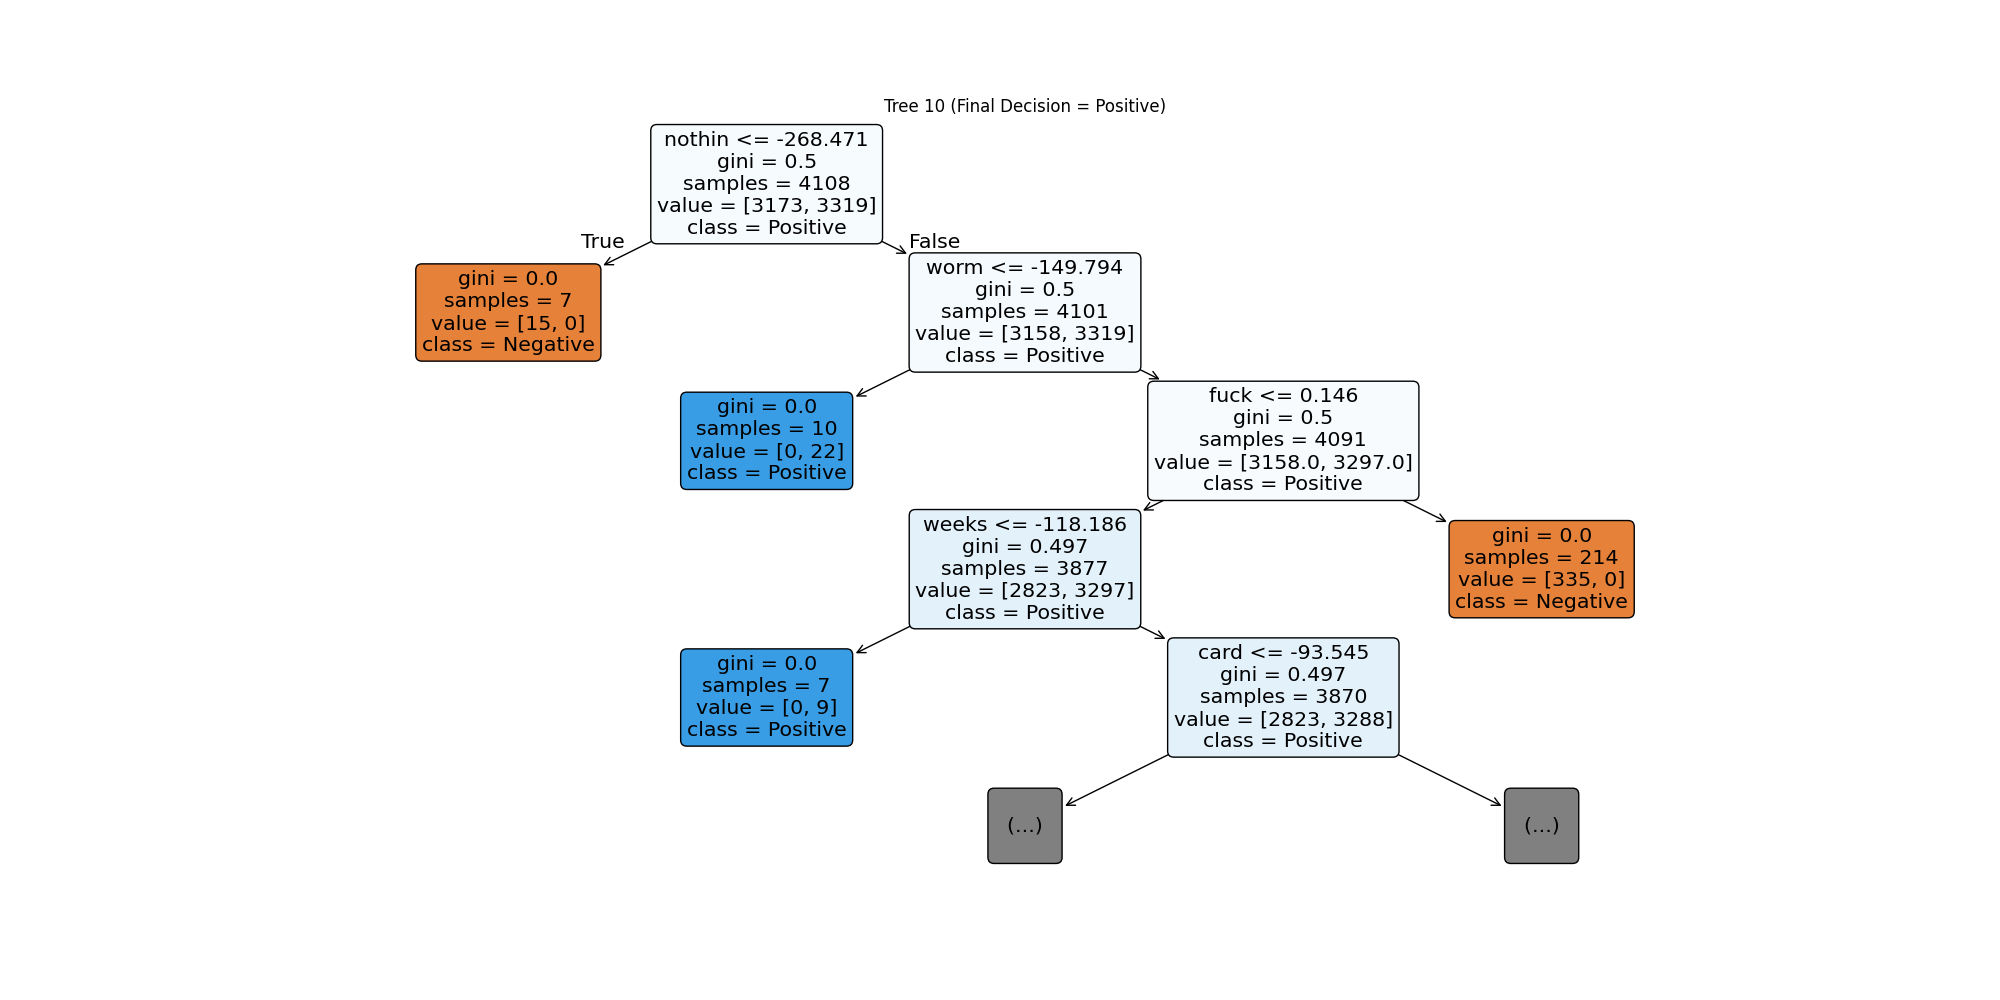 Tree 10 (Final Decision = Positive)
nothin <= -268.471
gini = 0.5
samples = 4108
value = [3173, 3319]
class = Positive
True
False
gini = 0.0
samples = 7
value = [15, 0]
class = Negative
worm <= -149.794
gini = 0.5
samples = 4101
value = [3158, 3319]
class = Positive
gini = 0.0
samples = 10
value = [0, 22]
class = Positive
fuck <= 0.146
gini = 0.5
samples = 4091
value = [3158.0, 3297.0]
class = Positive
weeks <= -118.186
gini = 0.497
samples = 3877
value = [2823, 3297]
class = Positive
gini = 0.0
samples = 214
value = [335, 0]
class = Negative
gini = 0.0
samples = 7
value = [0, 9]
class = Positive
card <= -93.545
gini = 0.497
samples = 3870
value = [2823, 3288]
class = Positive
(...)
(...)